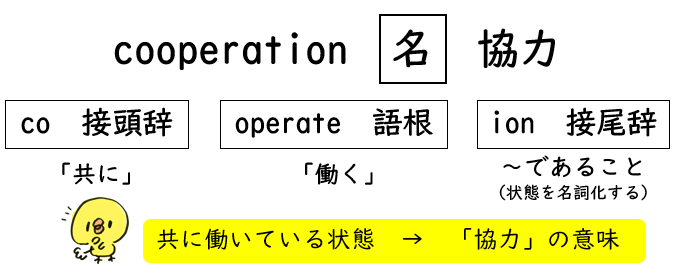 cooperation 名 協力
co 接頭辞 operate 語根 ion 接尾辞
「共に」 「働く」 ～であること
（状態を名詞化する）
共に働いている状態 → 「協力」の意味